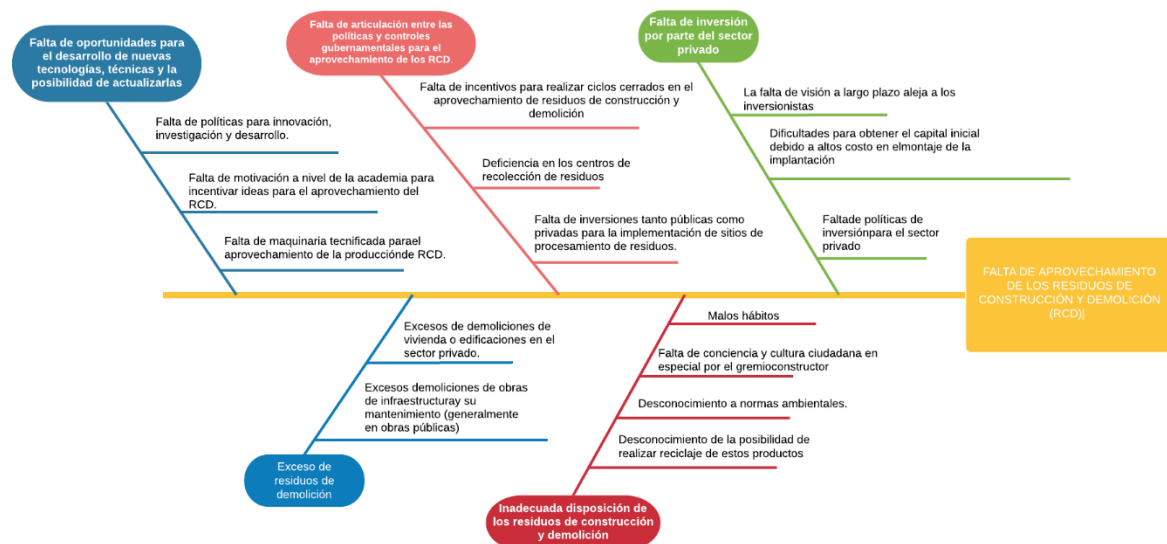 Falta de oportunidades para
el desarrollo de nuevas
tecnologías, técnicas y la
posibilidad de actualizarlas
Falta de políticas para innovación,
investigación y desarrollo.
Falta de motivación a nivel de la academia para
incentivar ideas para el aprovechamiento del
RCD.
Falta de maquinaria tecnificada parael
aprovechamiento de la producciónde RCD.
Falta de articulación entre las
políticas y controles
gubernamentales para el
aprovechamiento de los RCD.
Falta de incentivos para realizar ciclos cerrados en el
aprovechamiento de residuos de construcción y
demolición
Deficiencia en los centros de
recolección de residuos
Falta de inversiones tanto públicas como
privadas para la implementación de sitios de
procesamiento de residuos.
Falta de inversión
por parte del sector
privado
La falta de visión a largo plazo aleja a los
inversionistas
Dificultades para obtener el capital inicial
debido a altos costo en elmontaje de la
implantación
Faltade políticas de
inversiónpara el sector
privado
FALTA DE APROVECHAMIENTO
DE LOS RESIDUOS DE
CONSTRUCCIÓN Y DEMOLICIÓN
(RCD)|
Excesos de demoliciones de
vivienda o edificaciones en el
sector privado.
Excesos demoliciones de obras
de infraestructuray su
mantenimiento (generalmente
en obras públicas)
Exceso de
residuos de
demolición
Malos hábitos
Falta de conciencia y cultura ciudadana en
especial por el gremioconstructor
Desconocimiento a normas ambientales.
Desconocimiento de la posibilidad de
realizar reciclaje de estos productos
Inadecuada disposición de
los residuos de construcción
y demolición